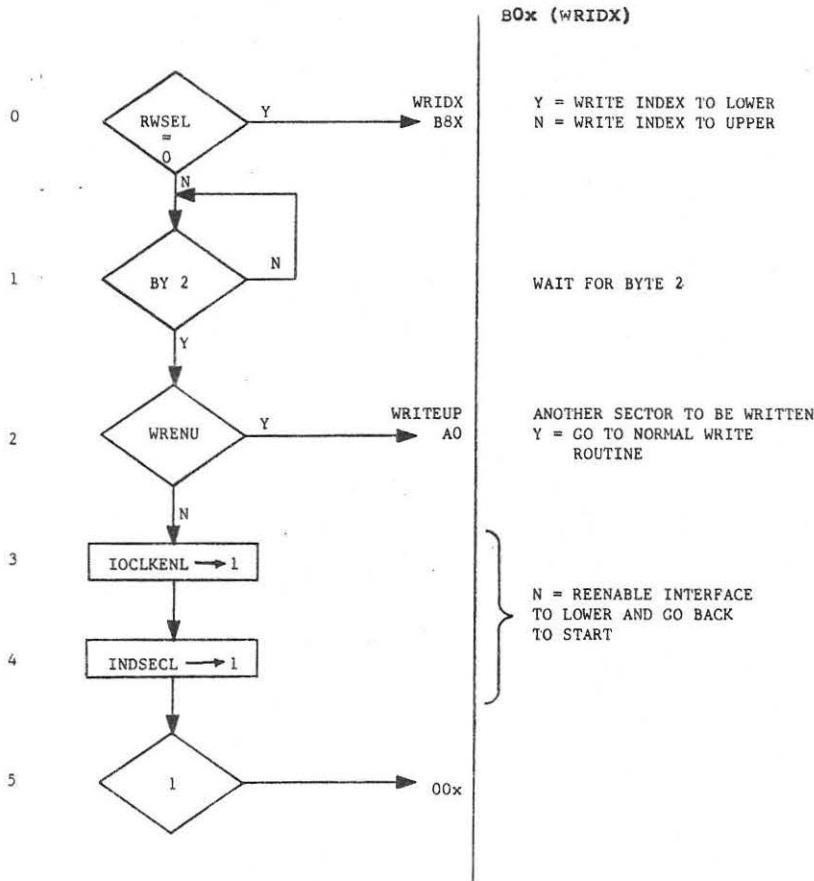 B0x (WRIDX)
0
RWSEL
=
0
Y
WRIDX
B8X
Y = WRITE INDEX TO LOWER
N = WRITE INDEX TO UPPER
N
1
BY 2
N
WAIT FOR BYTE 2
Y
2
WRENU
Y
WRITEUP
A0
ANOTHER SECTOR TO BE WRITTEN
Y = GO TO NORMAL WRITE
ROUTINE
N
3
IOCLKENL → 1
N = REENABLE INTERFACE
TO LOWER AND GO BACK
TO START
4
INDSECL → 1
5
1
00x